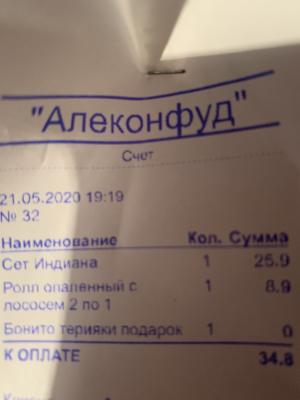 "Алеконфуд"
Счет
21.05.2020 19:19
№ 32
Наименование Кол. Сумма
Сет Индиана 1 25.9
Ролл опаленный с 1 8.9
лососем 2 по 1
Бонито терияки подарок 1 0
К ОПЛАТЕ 34.8